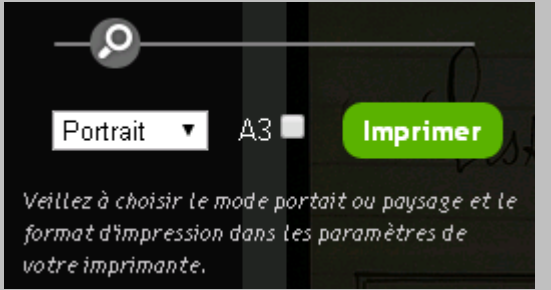 Portrait A3 Imprimer
Veillez à choisir le mode portait ou paysage et le
format d'impression dans les paramètres de
votre imprimante.